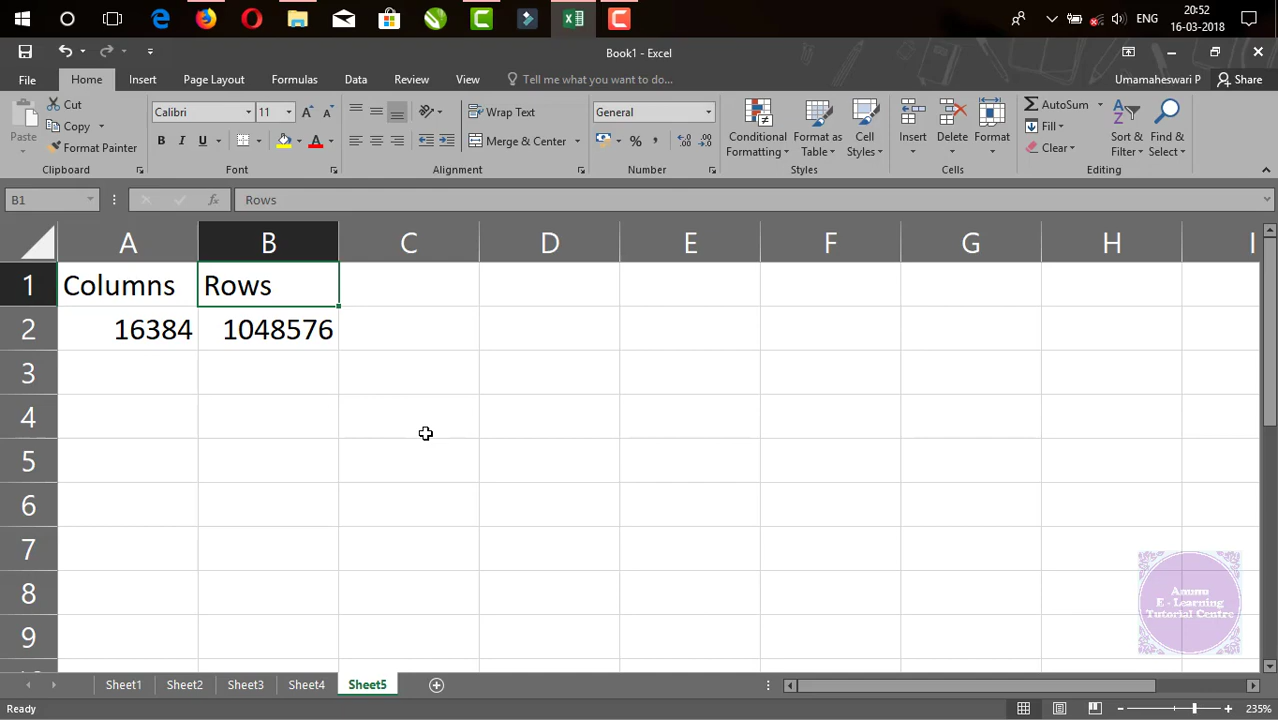 ENG
20:52
16-03-2018
Book1 - Excel
File Home Insert Page Layout Formulas Data Review View Tell me what you want to do... Umamaheswari P Share
Paste
Cut
Copy
Format Painter
Clipboard
Calibri 11
B I U
Font
Wrap Text
Merge & Center
Alignment
General
%
Number
Conditional Formatting
Format as Table
Cell Styles
Styles
Insert Delete Format
Cells
AutoSum
Fill
Clear
Sort & Filter
Find & Select
Editing
B1 fx Rows
A B C D E F G H I
1 Columns Rows
2 16384 1048576
3
4
5
6
7
8
9
Anunu
E - Learning
Tutorial Centre
Sheet1 Sheet2 Sheet3 Sheet4 Sheet5
Ready 235%